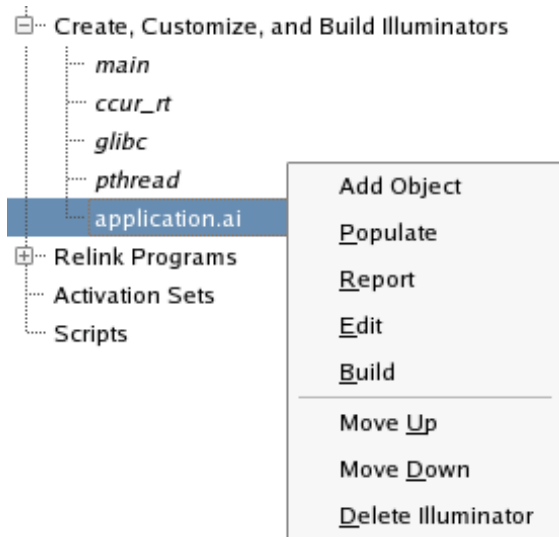 Create, Customize, and Build Illuminators
main
ccur_rt
glibc
pthread
application.ai
Relink Programs
Activation Sets
Scripts
Add Object
Populate
Report
Edit
Build
Move Up
Move Down
Delete Illuminator